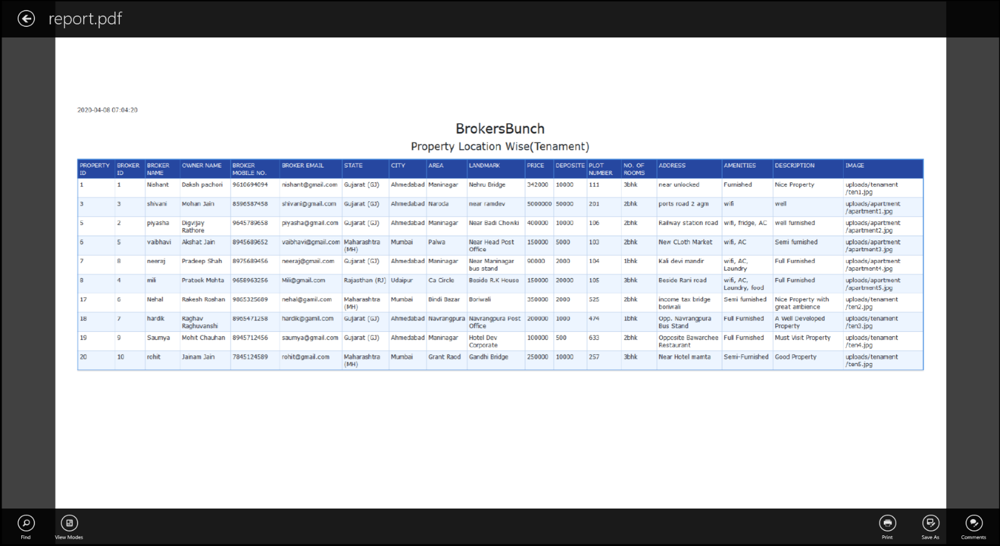 report.pdf
2020-04-08 07:04:20
BrokersBunch
Property Location Wise(Tenament)
PROPERTY ID BROKER ID BROKER NAME OWNER NAME BROKER MOBILE NO. BROKER EMAIL STATE CITY AREA LANDMARK PRICE DEPOSITE PLOT NUMBER NO. OF ROOMS ADDRESS AMENITIES DESCRIPTION IMAGE
1 1 Nishant Daksh pachori 9610694094 nishant@gmail.com Gujarat (GJ) Ahmedabad Maninagar Nehru Bridge 342000 10000 111 3bhk near unlocked Furnished Nice Property uploads/tenament/ten1.jpg
3 3 shivani Mohan Jain 8596587458 shivani@gmail.com Gujarat (GJ) Ahmedabad Naroda near ramdev 5000000 50000 201 2bhk ports road 2 agm wifi well uploads/apartment/apartment1.jpg
5 2 piyasha Digvijay Rathore 9645789658 piyasha@gmail.com Gujarat (GJ) Ahmedabad Maninagar Near Badi Chowki 400000 10000 106 2bhk Railway station road wifi, fridge, AC well furnished uploads/apartment/apartment2.jpg
6 5 vaibhavi Akshat Jain 8945689652 vaibhavi@gmail.com Maharashtra (MH) Mumbai Palwa Near Head Post Office 150000 5000 103 2bhk New CLoth Market wifi, AC Semi furnished uploads/apartment/apartment3.jpg
7 8 neeraj Pradeep Shah 8975689456 neeraj@gmail.com Gujarat (GJ) Ahmedabad Maninagar Near Maninagar bus stand 90000 2000 104 1bhk Kali devi mandir wifi, AC, Laundry Full Furnished uploads/apartment/apartment4.jpg
8 4 mili Prateek Mehta 9658963256 Mili@gmail.com Rajasthan (RJ) Udaipur Ca Circle Beside R.K House 150000 20000 105 3bhk Beside Rani road wifi, AC, Laundry, food Full Furnished uploads/apartment/apartment5.jpg
17 6 Nehal Rakesh Roshan 9865325689 nehal@gamil.com Maharashtra (MH) Mumbai Bindi Bazar Boriwali 350000 2000 525 2bhk income tax bridge boriwali Semi furnished Nice Property with great ambience uploads/tenament/ten2.jpg
18 7 hardik Raghav Raghuvanshi 8965471258 hardik@gamil.com Gujarat (GJ) Ahmedabad Navrangpura Navrangpura Post Office 200000 1000 474 1bhk Opp. Navrangpura Bus Stand Full Furnished A Well Developed Property uploads/tenament/ten3.jpg
19 9 Saumya Mohit Chauhan 8945712456 saumya@gmail.com Gujarat (GJ) Ahmedabad Maninagar Hotel Dev Corporate 100000 500 633 2bhk Opposite Bawarchee Restaurant Full Furnished Must Visit Property uploads/tenament/ten4.jpg
20 10 rohit Jainam Jain 7845124589 rohit@gmail.com Maharashtra (MH) Mumbai Grant Raod Gandhi Bridge 250000 10000 257 3bhk Near Hotel mamta Semi-Furnished Good Property uploads/tenament/ten5.jpg
Find View Modes Print Save As Comments